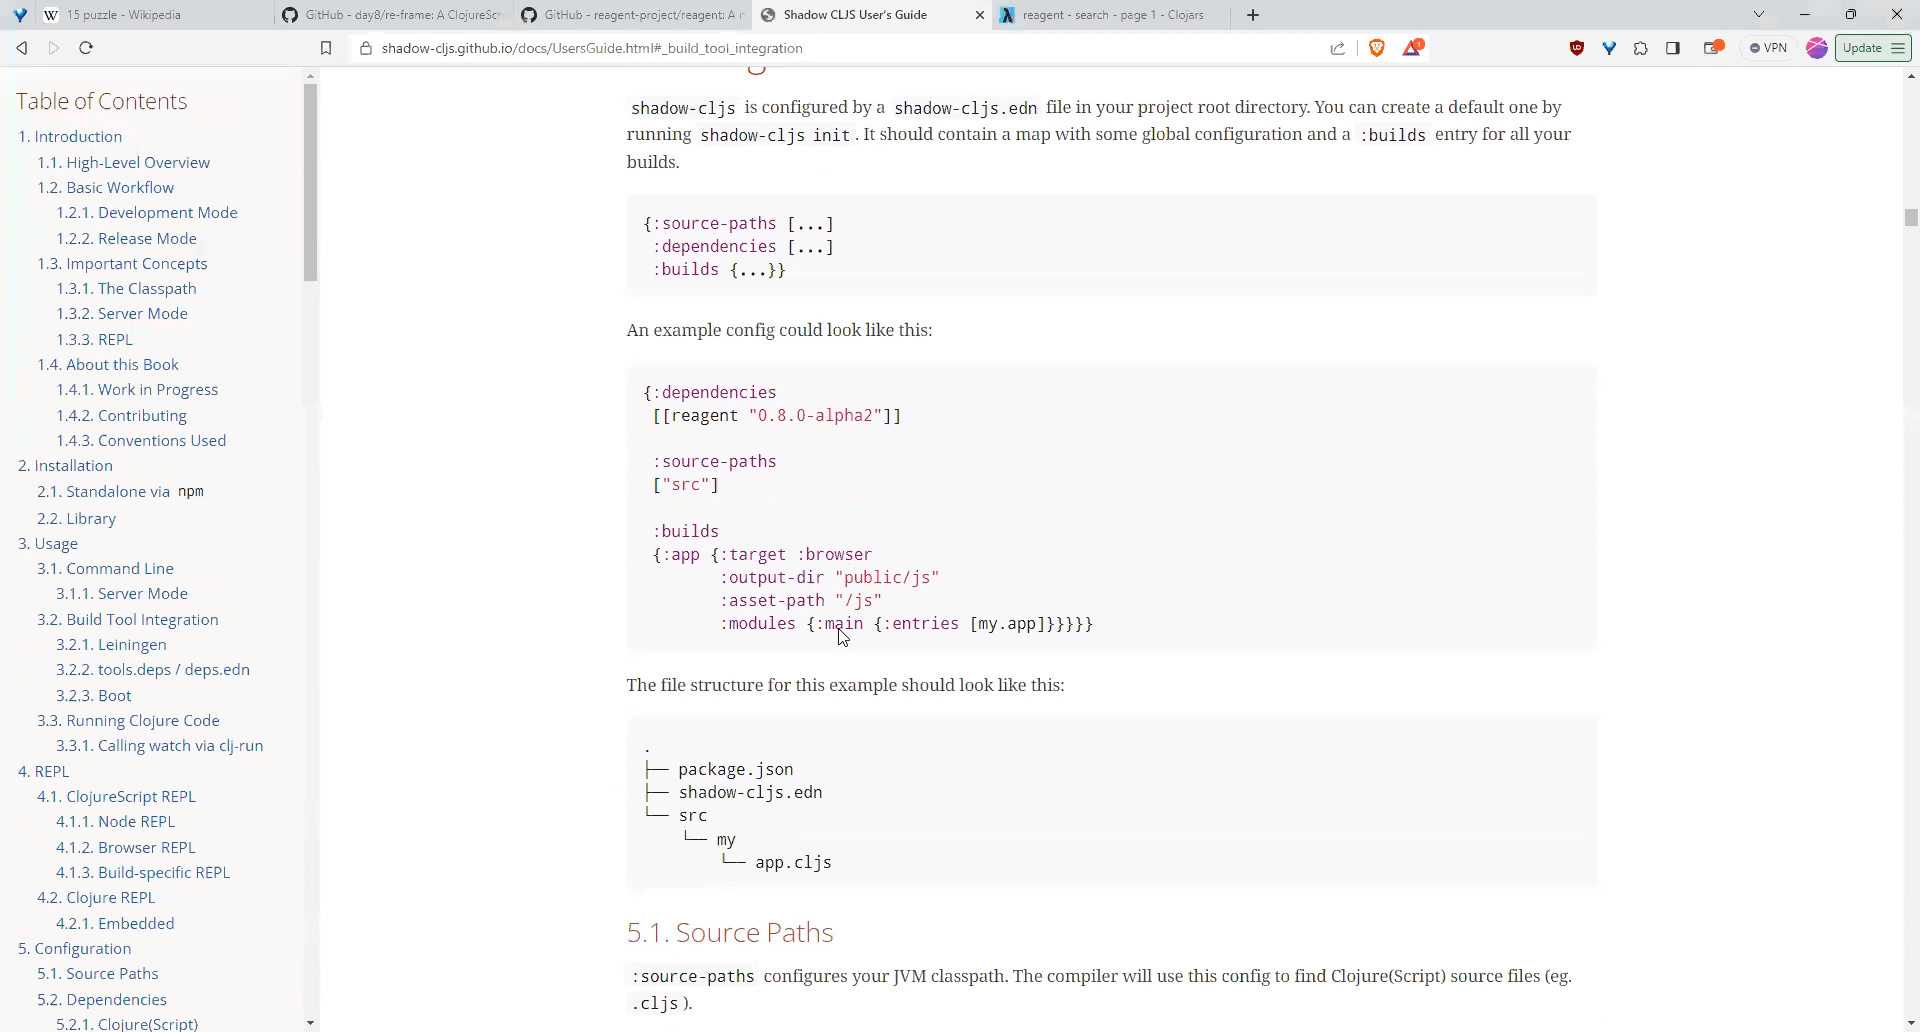 15 puzzle - Wikipedia
GitHub - day8/re-frame: A ClojureScr
GitHub - reagent-project/reagent: A n
Shadow CLJS User's Guide
reagent - search - page 1 - Clojars
shadow-cljs.github.io/docs/UsersGuide.html#_build_tool_integration
1
VPN
Update
Table of Contents
1. Introduction
1.1. High-Level Overview
1.2. Basic Workflow
1.2.1. Development Mode
1.2.2. Release Mode
1.3. Important Concepts
1.3.1. The Classpath
1.3.2. Server Mode
1.3.3. REPL
1.4. About this Book
1.4.1. Work in Progress
1.4.2. Contributing
1.4.3. Conventions Used
2. Installation
2.1. Standalone via npm
2.2. Library
3. Usage
3.1. Command Line
3.1.1. Server Mode
3.2. Build Tool Integration
3.2.1. Leiningen
3.2.2. tools.deps / deps.edn
3.2.3. Boot
3.3. Running Clojure Code
3.3.1. Calling watch via clj-run
4. REPL
4.1. ClojureScript REPL
4.1.1. Node REPL
4.1.2. Browser REPL
4.1.3. Build-specific REPL
4.2. Clojure REPL
4.2.1. Embedded
5. Configuration
5.1. Source Paths
5.2. Dependencies
5.2.1. Clojure(Script)
shadow-cljs is configured by a shadow-cljs.edn file in your project root directory. You can create a default one by
running shadow-cljs init. It should contain a map with some global configuration and a :builds entry for all your
builds.
{:source-paths [...]
:dependencies [...]
:builds {...}}
An example config could look like this:
{:dependencies
[[reagent "0.8.0-alpha2"]]
:source-paths
["src"]
:builds
{:app {:target :browser
:output-dir "public/js"
:asset-path "/js"
:modules {:main {:entries [my.app]}}}}}
The file structure for this example should look like this:
.
├── package.json
├── shadow-cljs.edn
└── src
└── my
└── app.cljs
5.1. Source Paths
:source-paths configures your JVM classpath. The compiler will use this config to find Clojure(Script) source files (eg.
.cljs ).